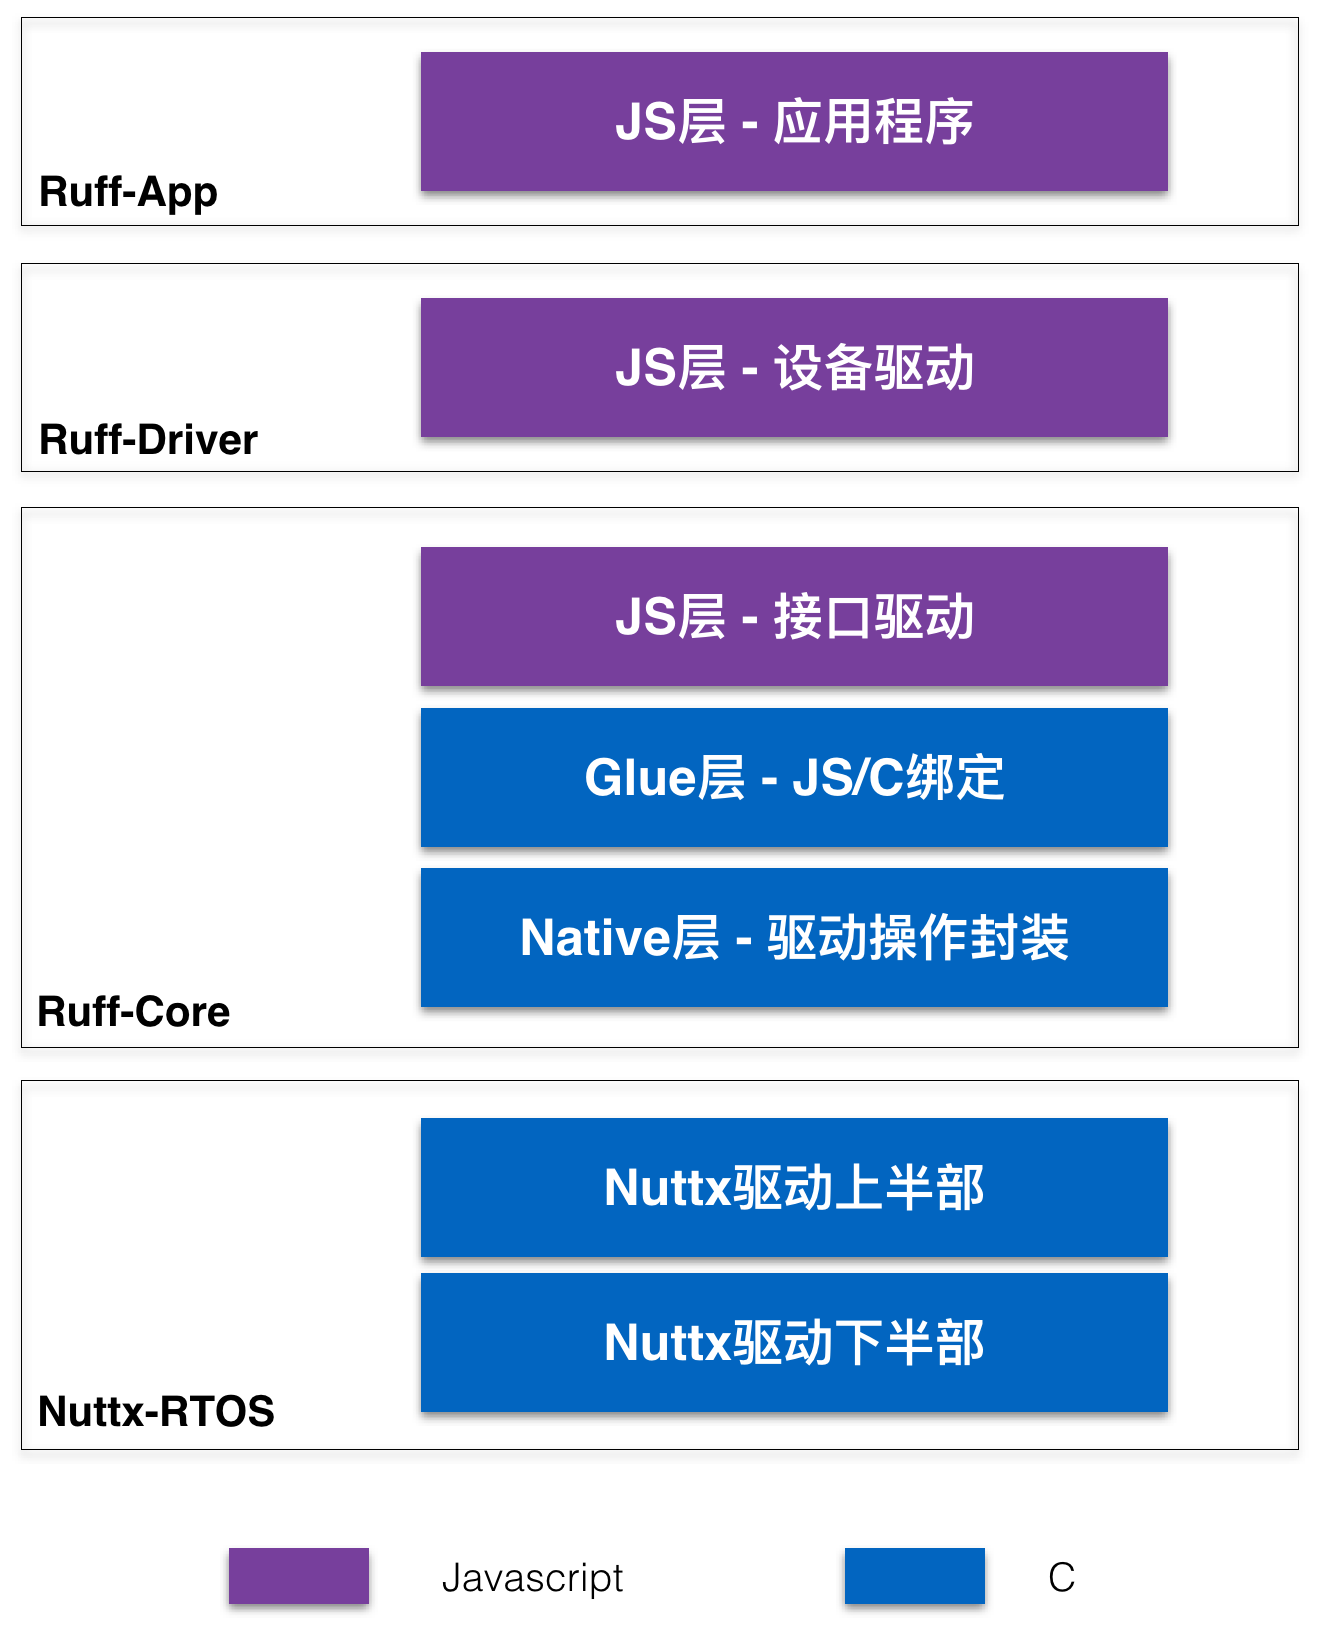 JS层 - 应用程序
Ruff-App
JS层 - 设备驱动
Ruff-Driver
JS层 - 接口驱动
Glue层 - JS/C绑定
Native层 - 驱动操作封装
Ruff-Core
Nuttx驱动上半部
Nuttx驱动下半部
Nuttx-RTOS
Javascript
C